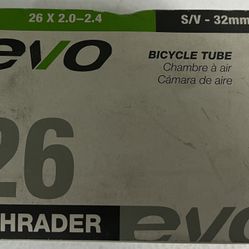 26 X 2.0–2.4 S/V - 32mm
evo
BICYCLE TUBE
Chambre à air
Cámara de aire
26
HRADER evo